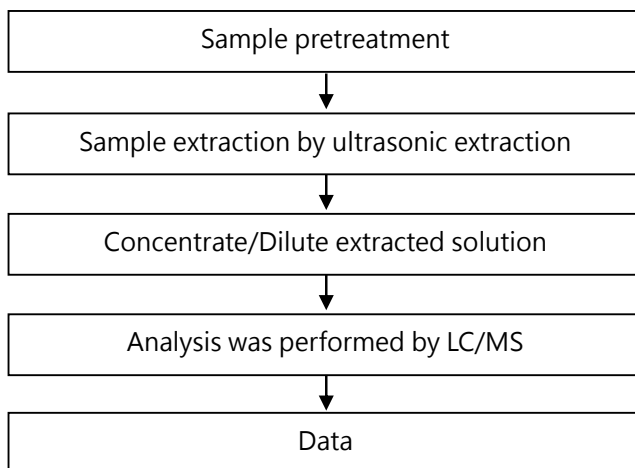 Sample pretreatment
Sample extraction by ultrasonic extraction
Concentrate/Dilute extracted solution
Analysis was performed by LC/MS
Data